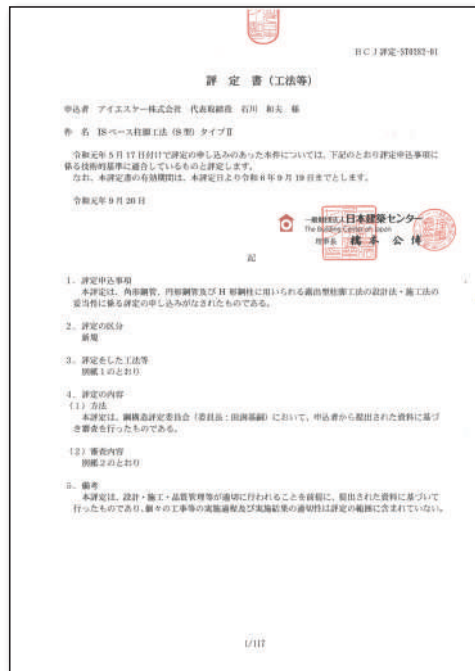 ＢＣＪ評定-ST0282-01
評 定 書（工法等）
申込者 アイエスケー株式会社 代表取締役 石川 和夫 様
件 名 ISベース柱脚工法（S型）タイプⅡ
令和元年5月17日付けで評定の申し込みのあった本件については、下記のとおり評定申込事項に
係る技術的基準に適合しているものと評定します。
なお、本評定書の有効期間は、本評定日より令和6年9月19日までとします。
令和元年9月20日
一般財団法人 日本建築センター
The Building Center of Japan
理事長 橋本 公博
記
1．評定申込事項
本評定は、角形鋼管、円形鋼管及びH形鋼柱に用いられる露出型柱脚工法の設計法・施工法の
妥当性に係る評定の申し込みがなされたものである。
2．評定の区分
新規
3．評定をした工法等
別紙1のとおり
4．評定の内容
（1）方法
本評定は、鋼構造評定委員会（委員長：田渕基嗣）において、申込者から提出された資料に基づ
き審査を行ったものである。
（2）審査内容
別紙2のとおり
5．備考
本評定は、設計・施工・品質管理等が適切に行われることを前提に、提出された資料に基づいて
行ったものであり、個々の工事等の実施過程及び実施結果の適切性は評定の範囲に含まれていない。
1/117